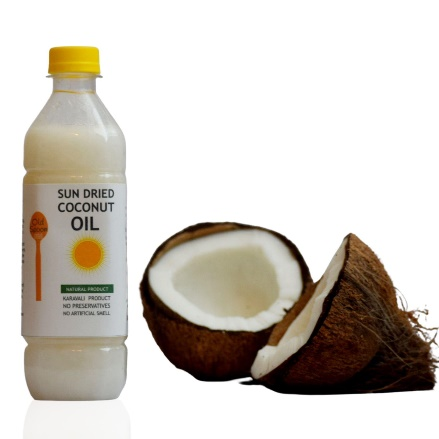 SUN DRIED
COCONUT
OIL
NATURAL PRODUCT
KARAVALI PRODUCT
NO PRESERVATIVES
NO ARTIFICIAL SMELL